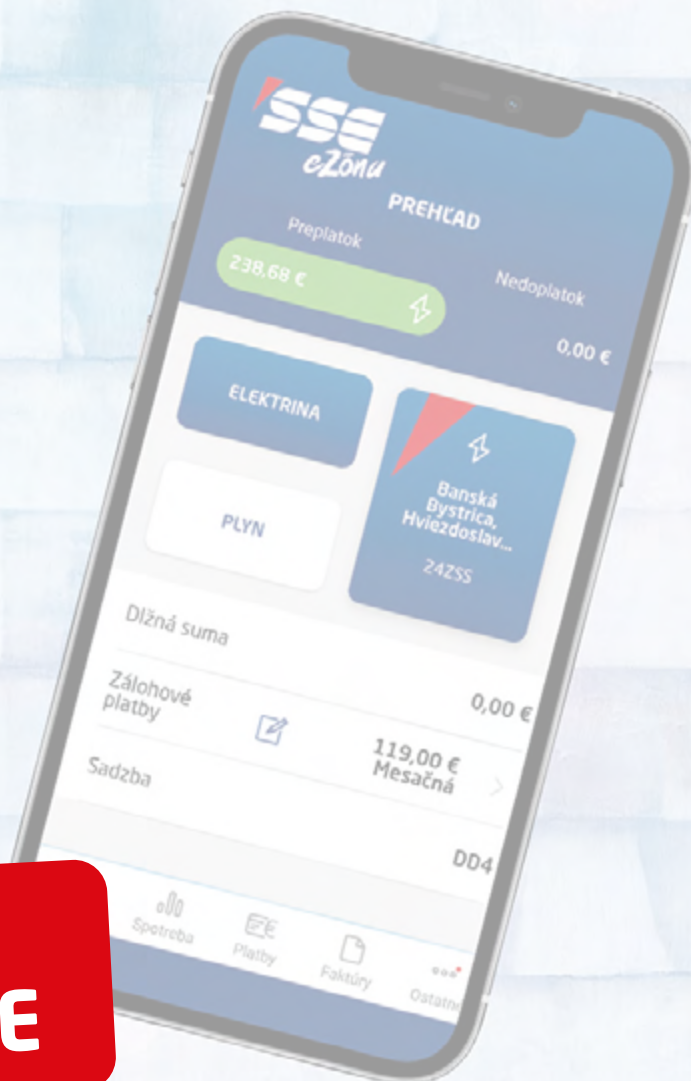 SSE
eZóna
PREHĽAD
Preplatok
Nedoplatok
238,68 €
0,00 €
ELEKTRINA
PLYN
Banská
Bystrica,
Hviezdoslav...
24ZSS
Dlžná suma
0,00 €
Zálohové
platby
119,00 €
Mesačná
Sadzba
DD4
Spotreba
Platby
Faktúry
Ostatné
E